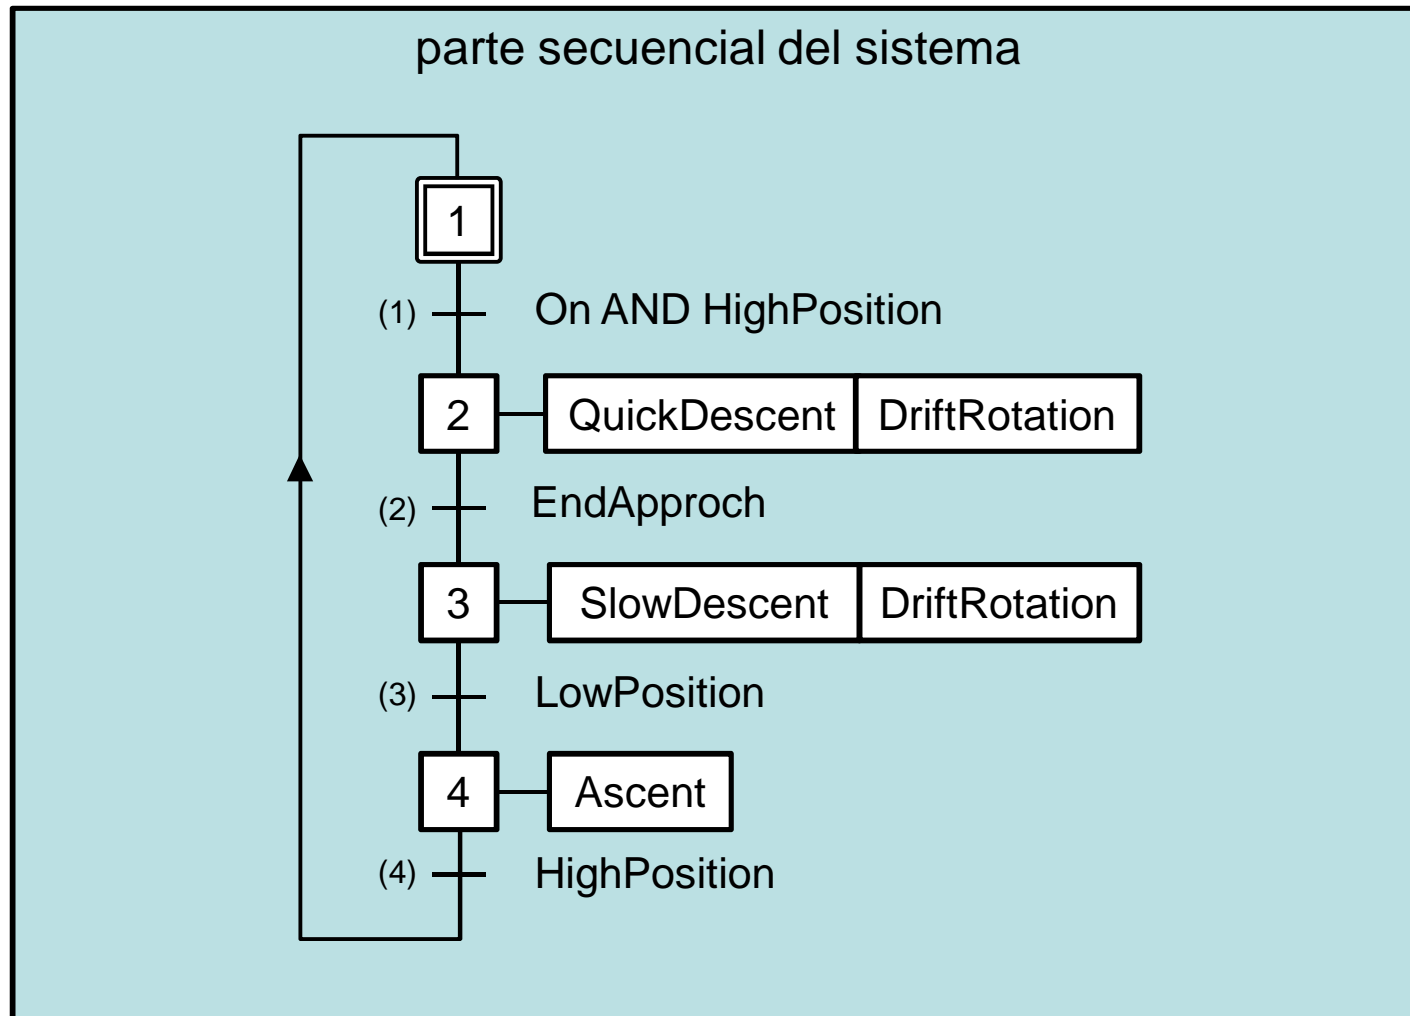 parte secuencial del sistema
1
(1) On AND HighPosition
2 QuickDescent DriftRotation
(2) EndApproch
3 SlowDescent DriftRotation
(3) LowPosition
4 Ascent
(4) HighPosition